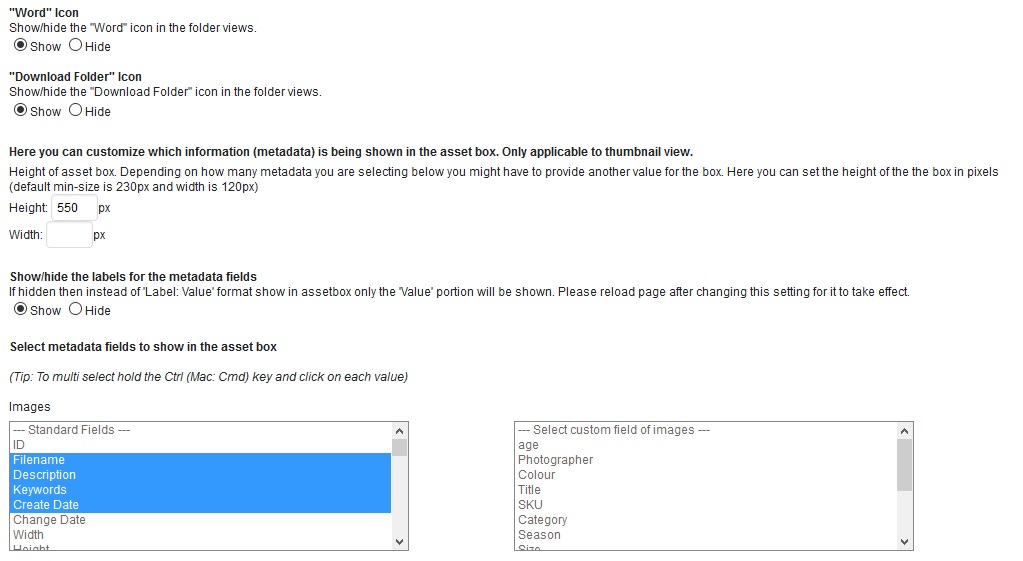 "Word" Icon
Show/hide the "Word" icon in the folder views.
Show Hide
"Download Folder" Icon
Show/hide the "Download Folder" icon in the folder views.
Show Hide
Here you can customize which information (metadata) is being shown in the asset box. Only applicable to thumbnail view.
Height of asset box. Depending on how many metadata you are selecting below you might have to provide another value for the box. Here you can set the height of the the box in pixels
(default min-size is 230px and width is 120px)
Height: 550 px
Width: px
Show/hide the labels for the metadata fields
If hidden then instead of 'Label: Value' format show in assetbox only the 'Value' portion will be shown. Please reload page after changing this setting for it to take effect.
Show Hide
Select metadata fields to show in the asset box
(Tip: To multi select hold the Ctrl (Mac: Cmd) key and click on each value)
Images
--- Standard Fields ---
ID
Filename
Description
Keywords
Create Date
Change Date
Width
Height
--- Select custom field of images ---
age
Photographer
Colour
Title
SKU
Category
Season
Size